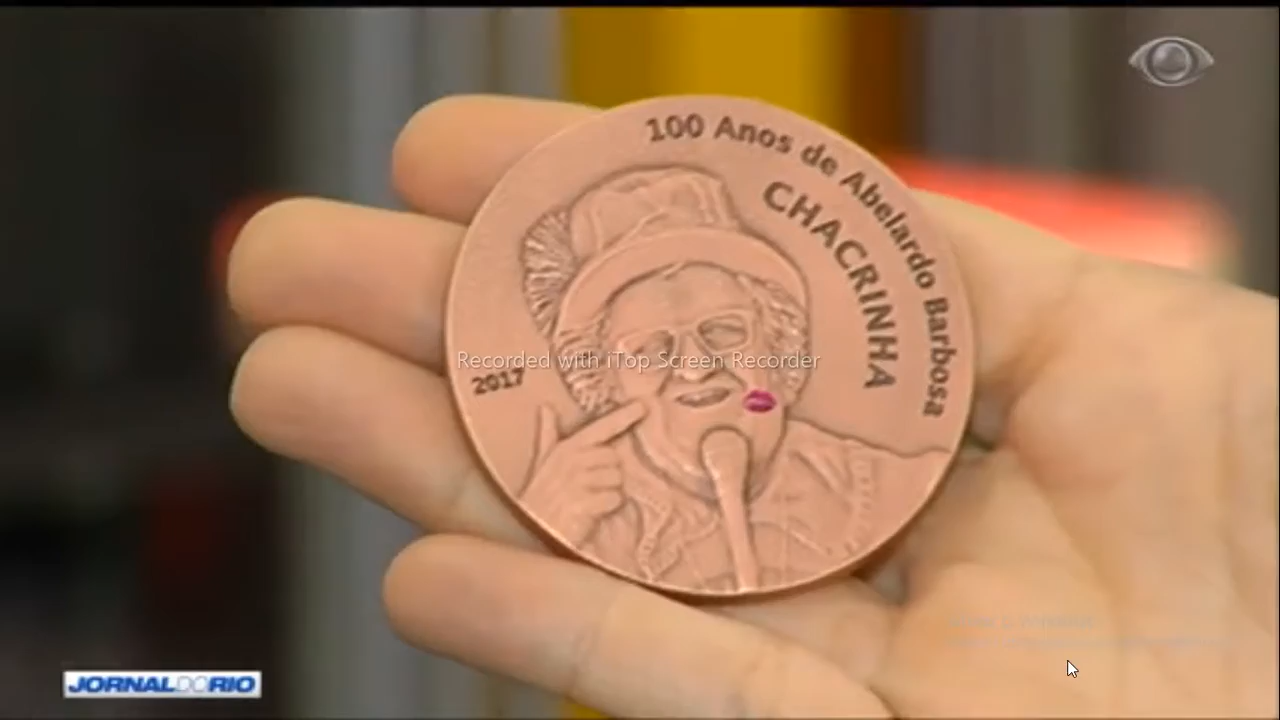 100 Anos de Abelardo Barbosa
CHACRINHA
Recorded with iTop Screen Recorder
2017
JORNAL DO RIO